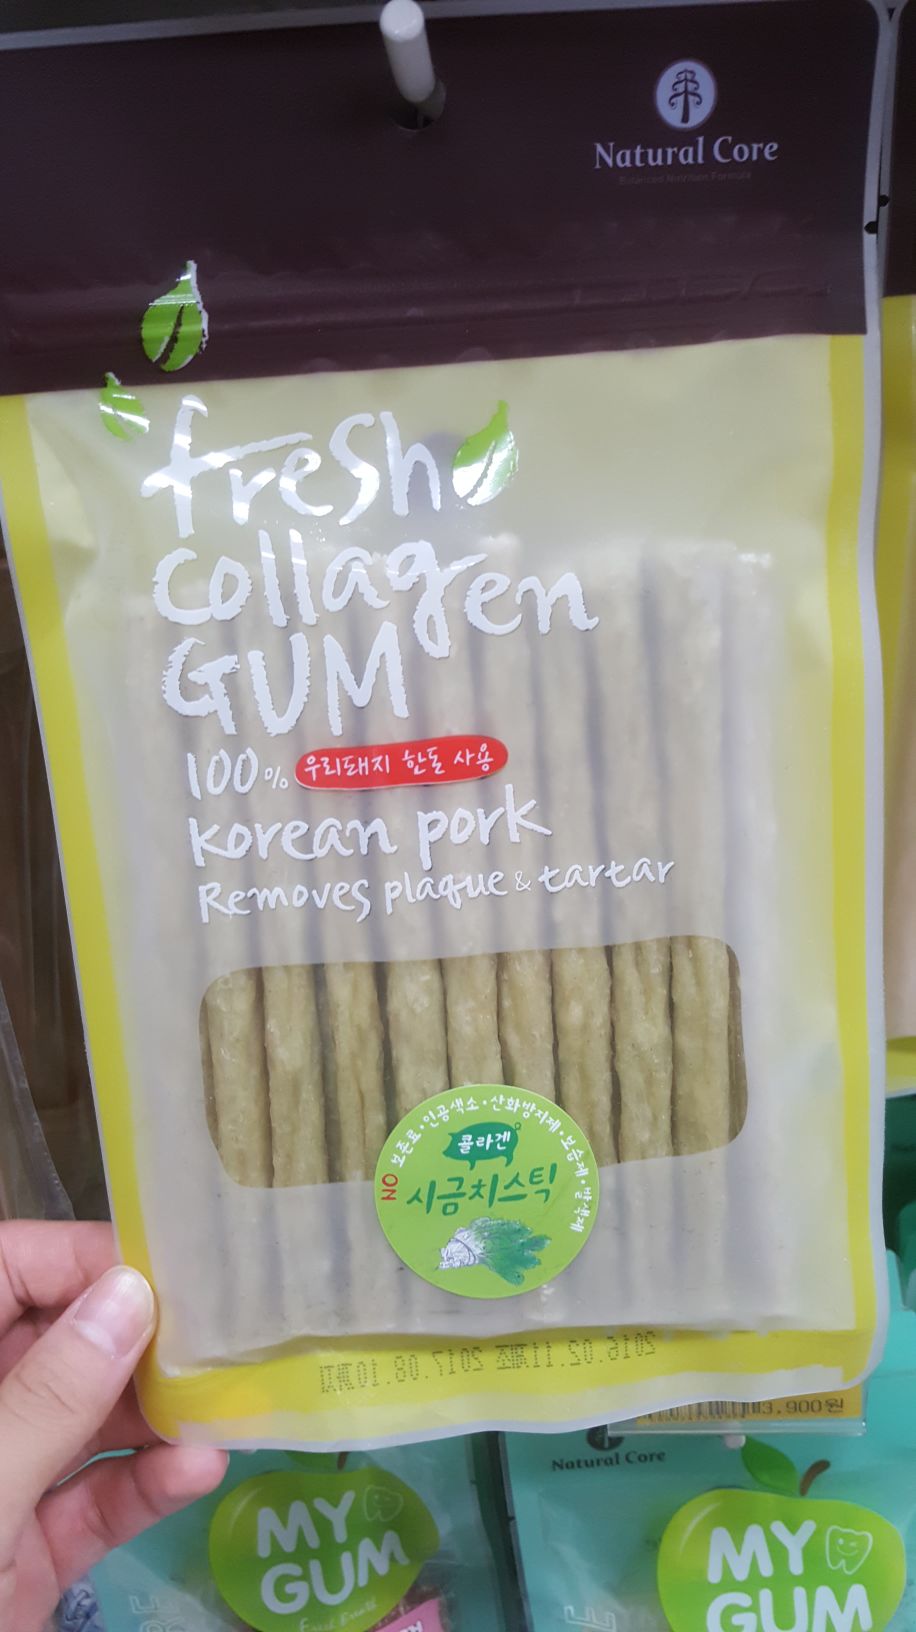 Natural Core
Balanced Nutrition Formula
fresh
collagen
GUM
100% 우리돼지 한돈 사용
korean pork
Removes plaque & tartar
NO 보존료·인공색소·산화방지제·보습제·발색제
콜라겐
시금치스틱
2016.02.11제조 2017.08.10까지
3,900원
Natural Core
MY
GUM
MY
GUM